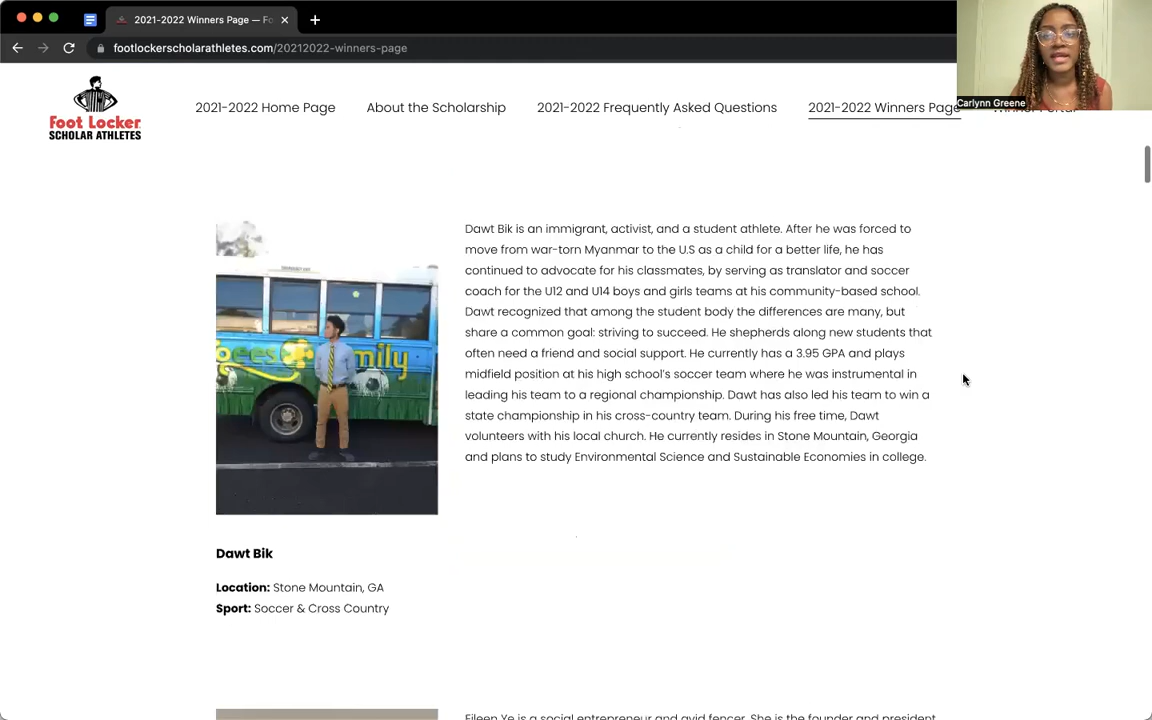 2021-2022 Winners Page — Fo
footlockerscholarathletes.com/20212022-winners-page
Carlynn Greene
Foot Locker
SCHOLAR ATHLETES
2021-2022 Home Page
About the Scholarship
2021-2022 Frequently Asked Questions
2021-2022 Winners Page
Winner Portal
Dawt Bik is an immigrant, activist, and a student athlete. After he was forced to
move from war-torn Myanmar to the U.S as a child for a better life, he has
continued to advocate for his classmates, by serving as translator and soccer
coach for the U12 and U14 boys and girls teams at his community-based school.
Dawt recognized that among the student body the differences are many, but
share a common goal: striving to succeed. He shepherds along new students that
often need a friend and social support. He currently has a 3.95 GPA and plays
midfield position at his high school's soccer team where he was instrumental in
leading his team to a regional championship. Dawt has also led his team to win a
state championship in his cross-country team. During his free time, Dawt
volunteers with his local church. He currently resides in Stone Mountain, Georgia
and plans to study Environmental Science and Sustainable Economies in college.
Dawt Bik
Location: Stone Mountain, GA
Sport: Soccer & Cross Country
Eileen Ye is a social entrepreneur and avid fencer. She is the founder and president